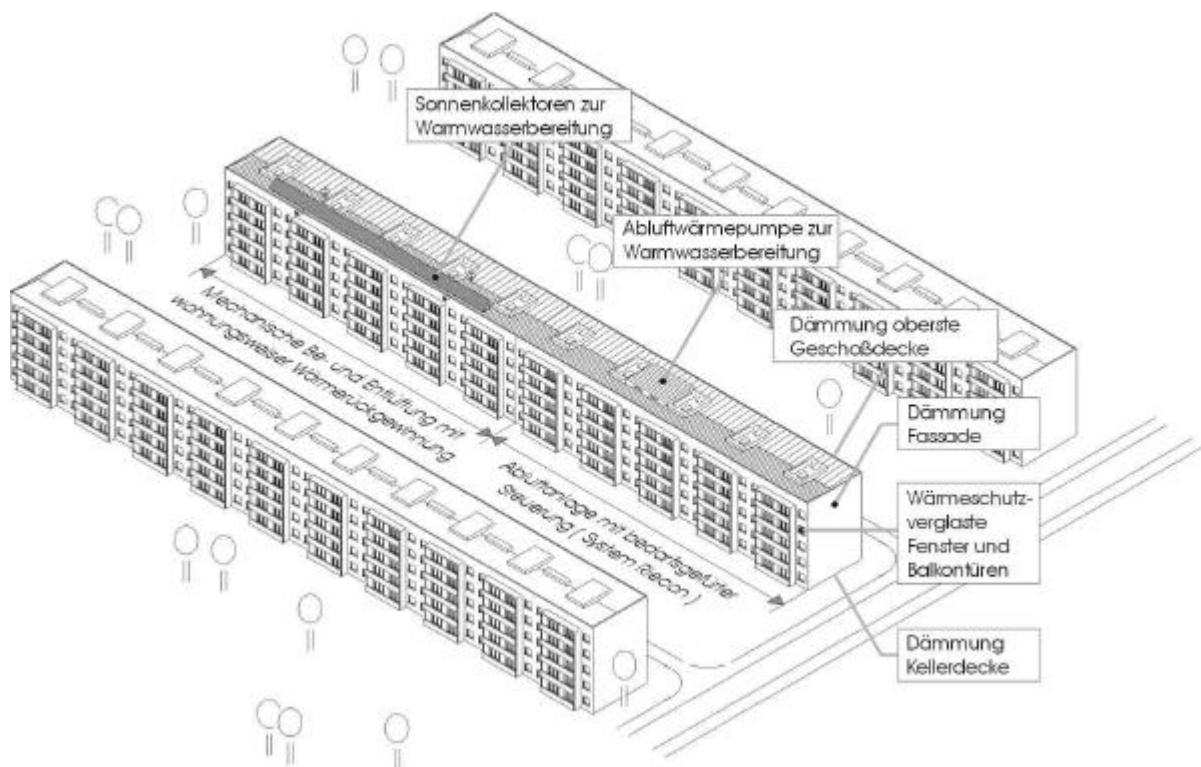 Sonnenkollektoren zur
Warmwasserbereitung
Abluftwärmepumpe zur
Warmwasserbereitung
Dämmung oberste
Geschoßdecke
Dämmung
Fassade
Wärmeschutz-
verglaste
Fenster und
Balkontüren
Dämmung
Kellerdecke
Mechanische Be- und Entlüftung mit
wohnungsweiser Wärmerückgewinnung
Abluftanlage mit bedarfsgeführter
Steuerung ( System Recon )